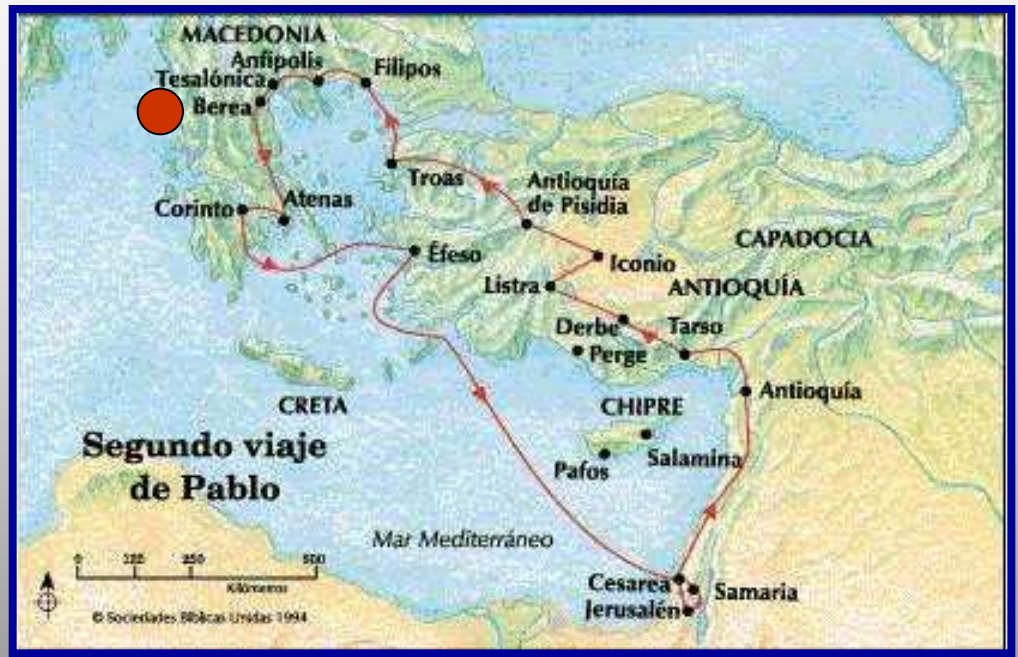 MACEDONIA
Anfípolis
Tesalónica
Filipos
Berea
Troas
Antioquía
de Pisidia
Atenas
Corinto
CAPADOCIA
Éfeso
Iconio
Listra
ANTIOQUÍA
Derbe
Tarso
Perge
Antioquía
CRETA
CHIPRE
Segundo viaje
de Pablo
Pafos
Salamina
Mar Mediterráneo
0 250 500
Kilómetros
Cesarea
Samaria
Jerusalén
© Sociedades Bíblicas Unidas 1994